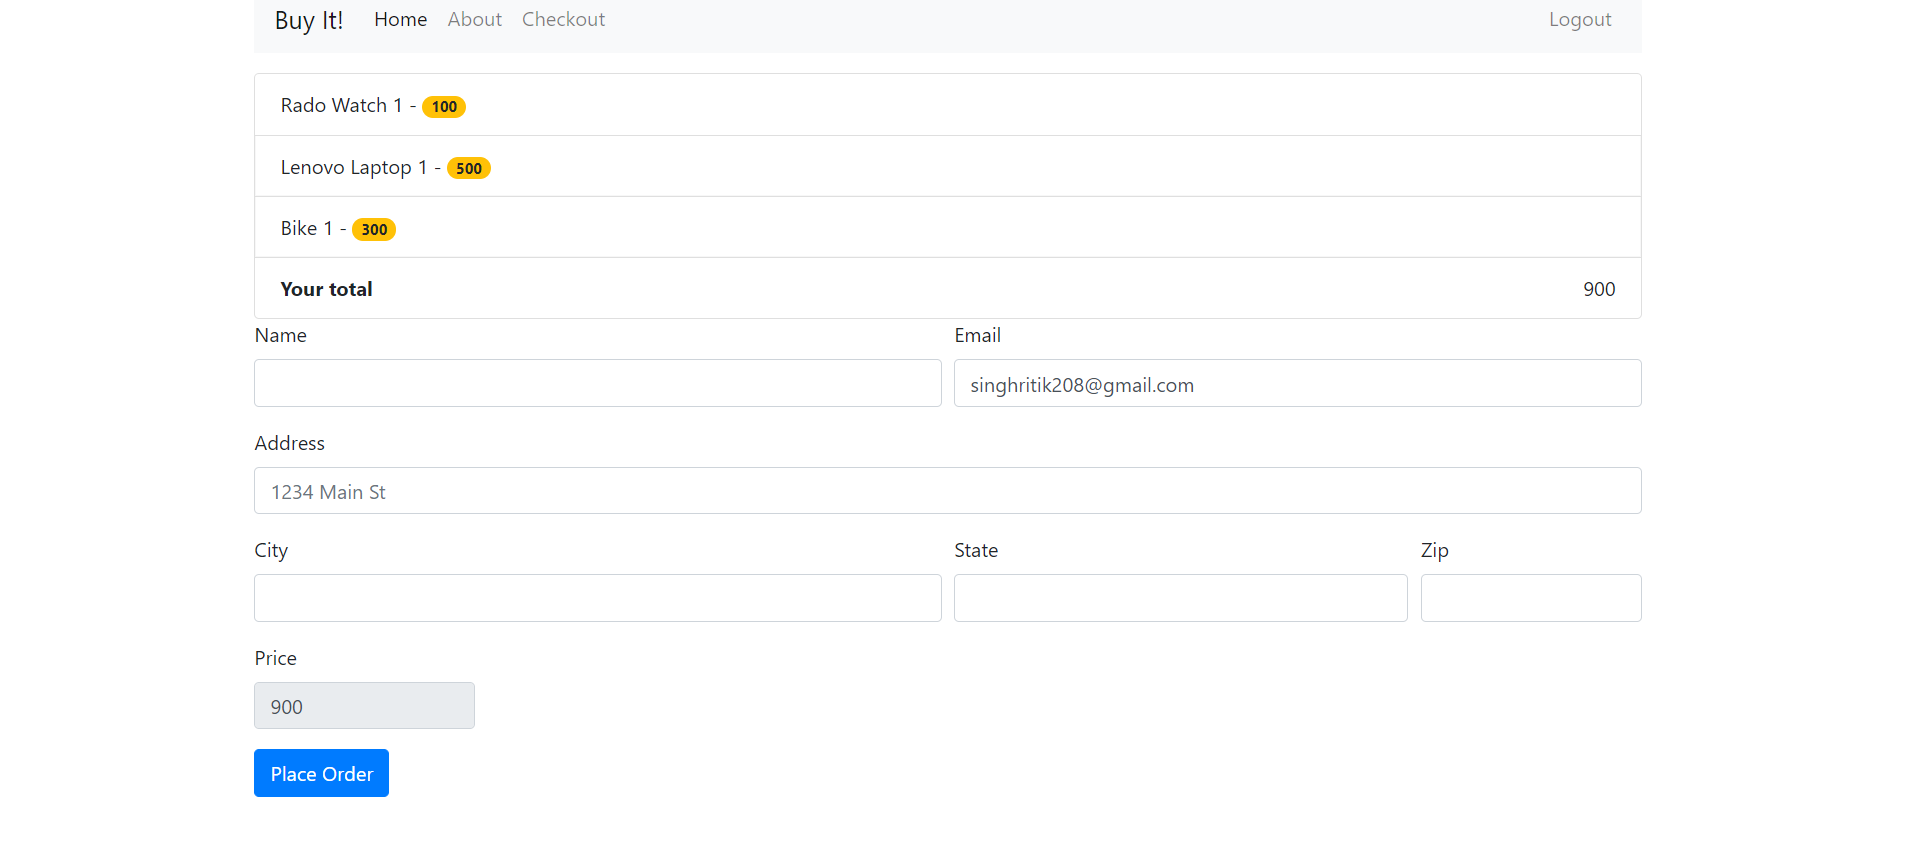 Buy It! Home About Checkout Logout
Rado Watch 1 - 100
Lenovo Laptop 1 - 500
Bike 1 - 300
Your total 900
Name Email
singhritik208@gmail.com
Address
1234 Main St
City State Zip
Price
900
Place Order